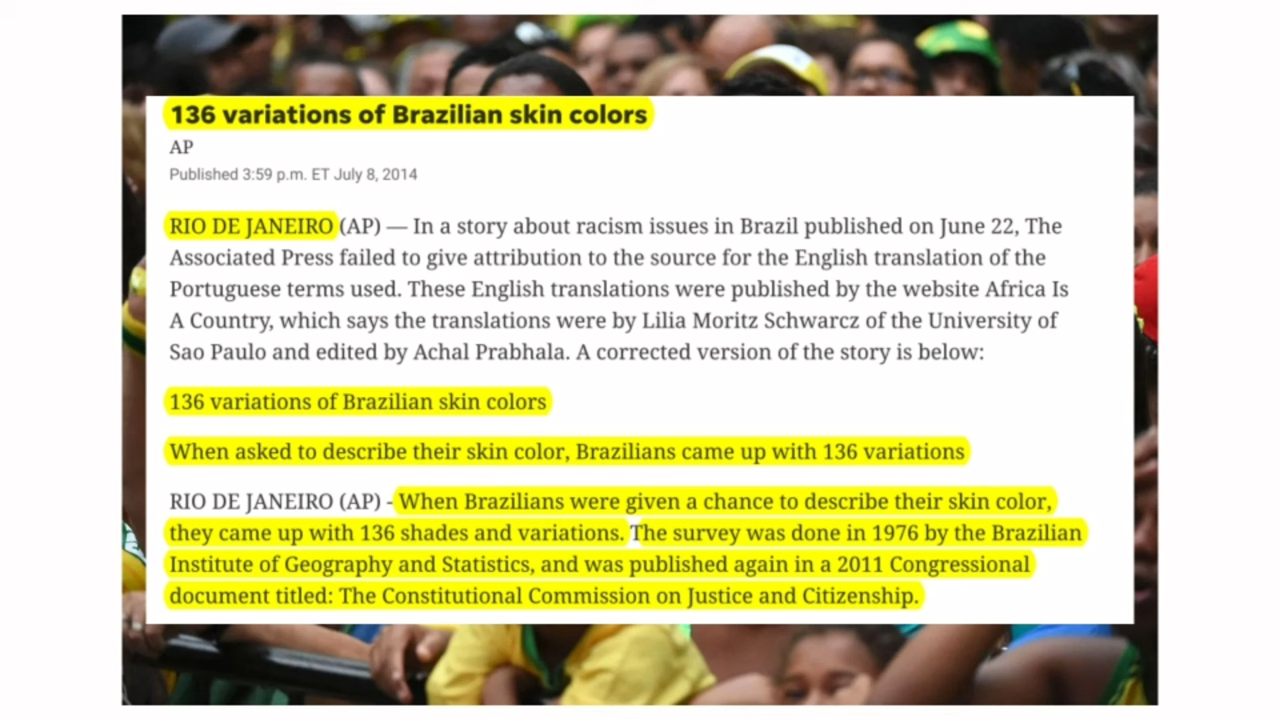 136 variations of Brazilian skin colors
AP
Published 3:59 p.m. ET July 8, 2014
RIO DE JANEIRO (AP) — In a story about racism issues in Brazil published on June 22, The
Associated Press failed to give attribution to the source for the English translation of the
Portuguese terms used. These English translations were published by the website Africa Is
A Country, which says the translations were by Lilia Moritz Schwarcz of the University of
Sao Paulo and edited by Achal Prabhala. A corrected version of the story is below:
136 variations of Brazilian skin colors
When asked to describe their skin color, Brazilians came up with 136 variations
RIO DE JANEIRO (AP) - When Brazilians were given a chance to describe their skin color,
they came up with 136 shades and variations. The survey was done in 1976 by the Brazilian
Institute of Geography and Statistics, and was published again in a 2011 Congressional
document titled: The Constitutional Commission on Justice and Citizenship.